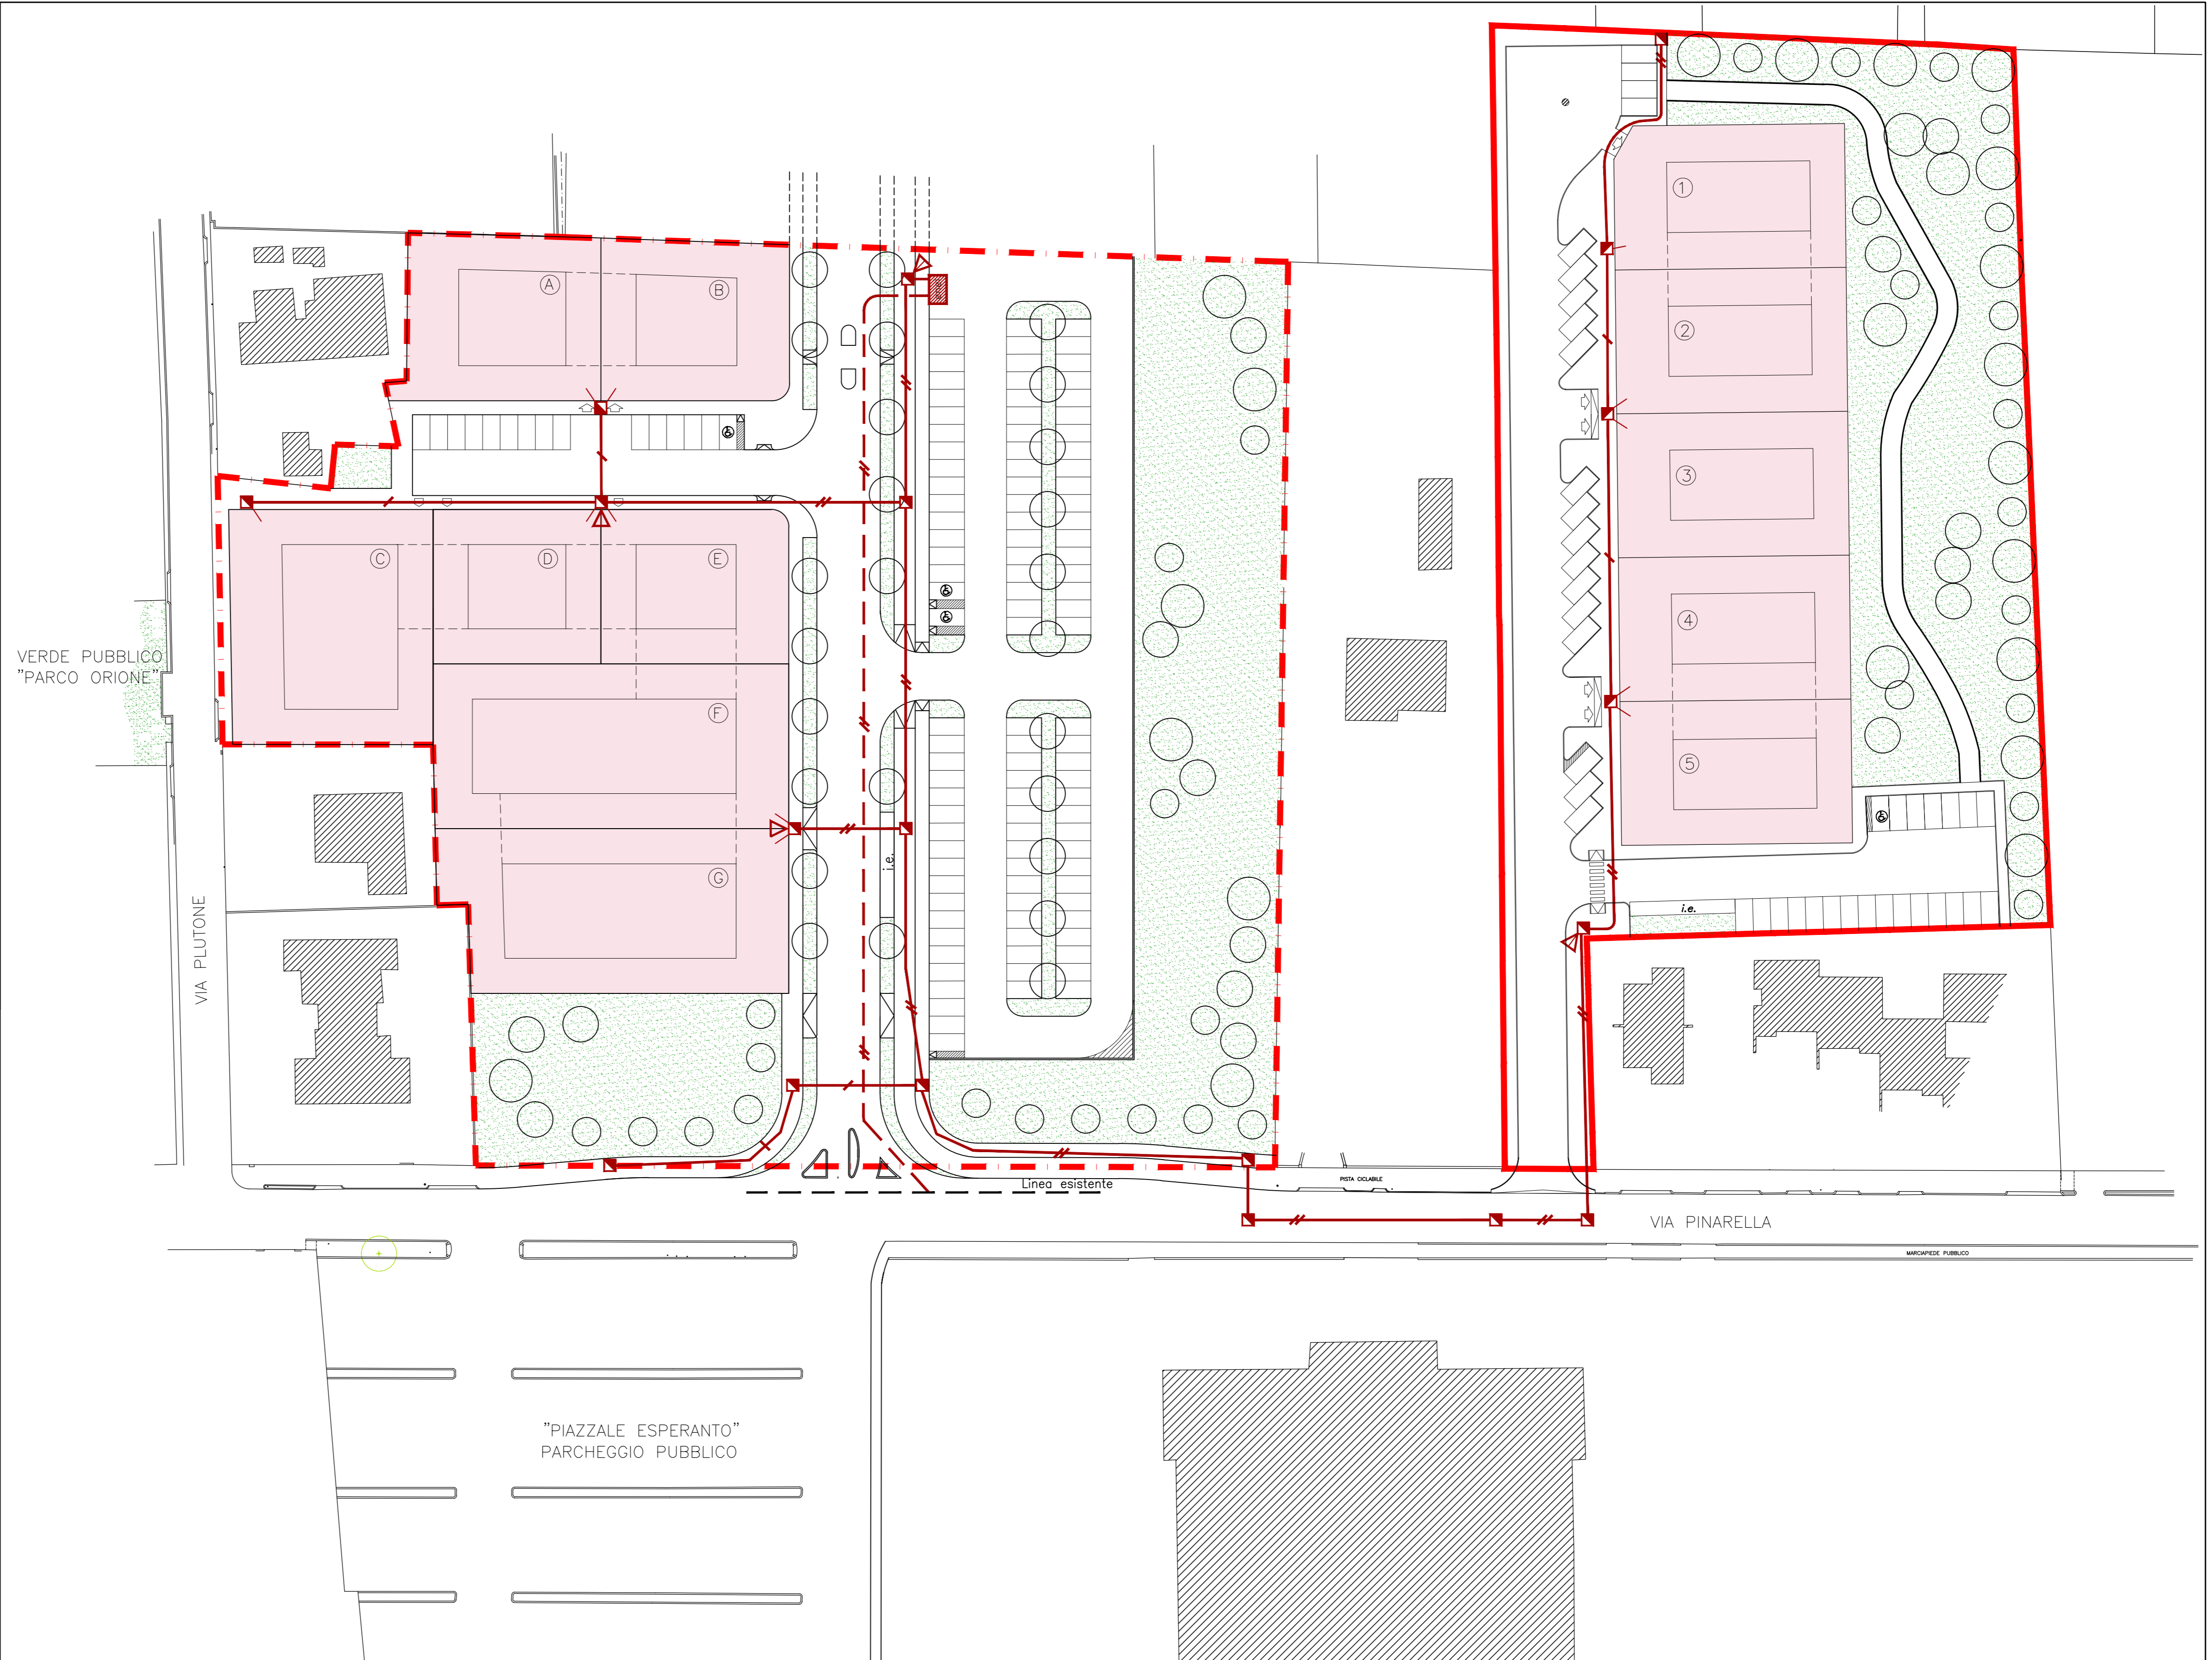 A
B
C
D
E
F
G
1
2
3
4
5
VERDE PUBBLICO
"PARCO ORIONE"
VIA PLUTONE
i.e.
i.e.
Linea esistente
PISTA CICLABILE
VIA PINARELLA
MARCIAPIEDE PUBBLICO
"PIAZZALE ESPERANTO"
PARCHEGGIO PUBBLICO